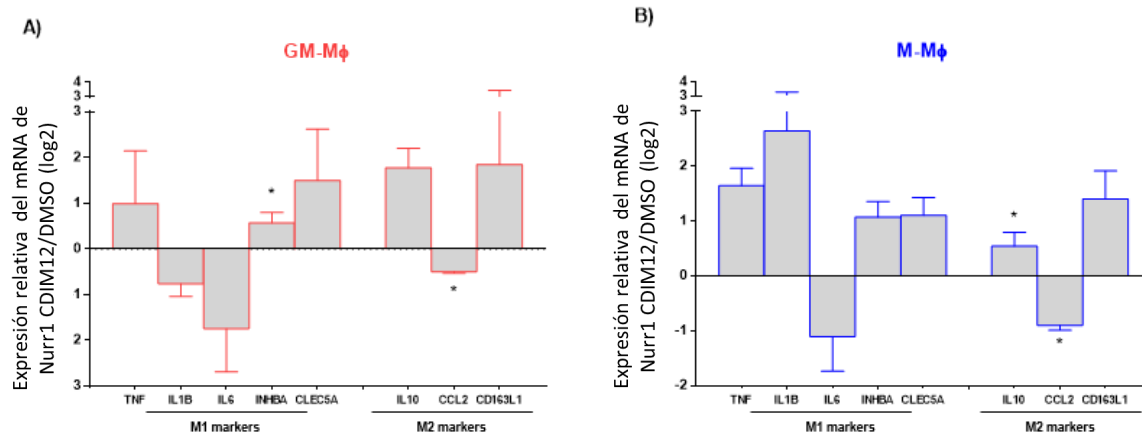 A)
GM-Mϕ
Expresión relativa del mRNA de
Nurr1 CDIM12/DMSO (log2)
4
3
3
2
1
0
1
2
3
*
*
TNF IL1B IL6 INHBA CLEC5A IL10 CCL2 CD163L1
M1 markers M2 markers
B)
M-Mϕ
Expresión relativa del mRNA de
Nurr1 CDIM12/DMSO (log2)
4
3
3
2
1
0
-1
-2
*
*
TNF IL1B IL6 INHBA CLEC5A IL10 CCL2 CD163L1
M1 markers M2 markers